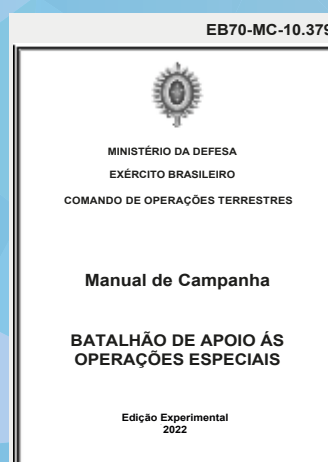 EB70-MC-10.379
MINISTÉRIO DA DEFESA
EXÉRCITO BRASILEIRO
COMANDO DE OPERAÇÕES TERRESTRES
Manual de Campanha
BATALHÃO DE APOIO ÁS
OPERAÇÕES ESPECIAIS
Edição Experimental
2022